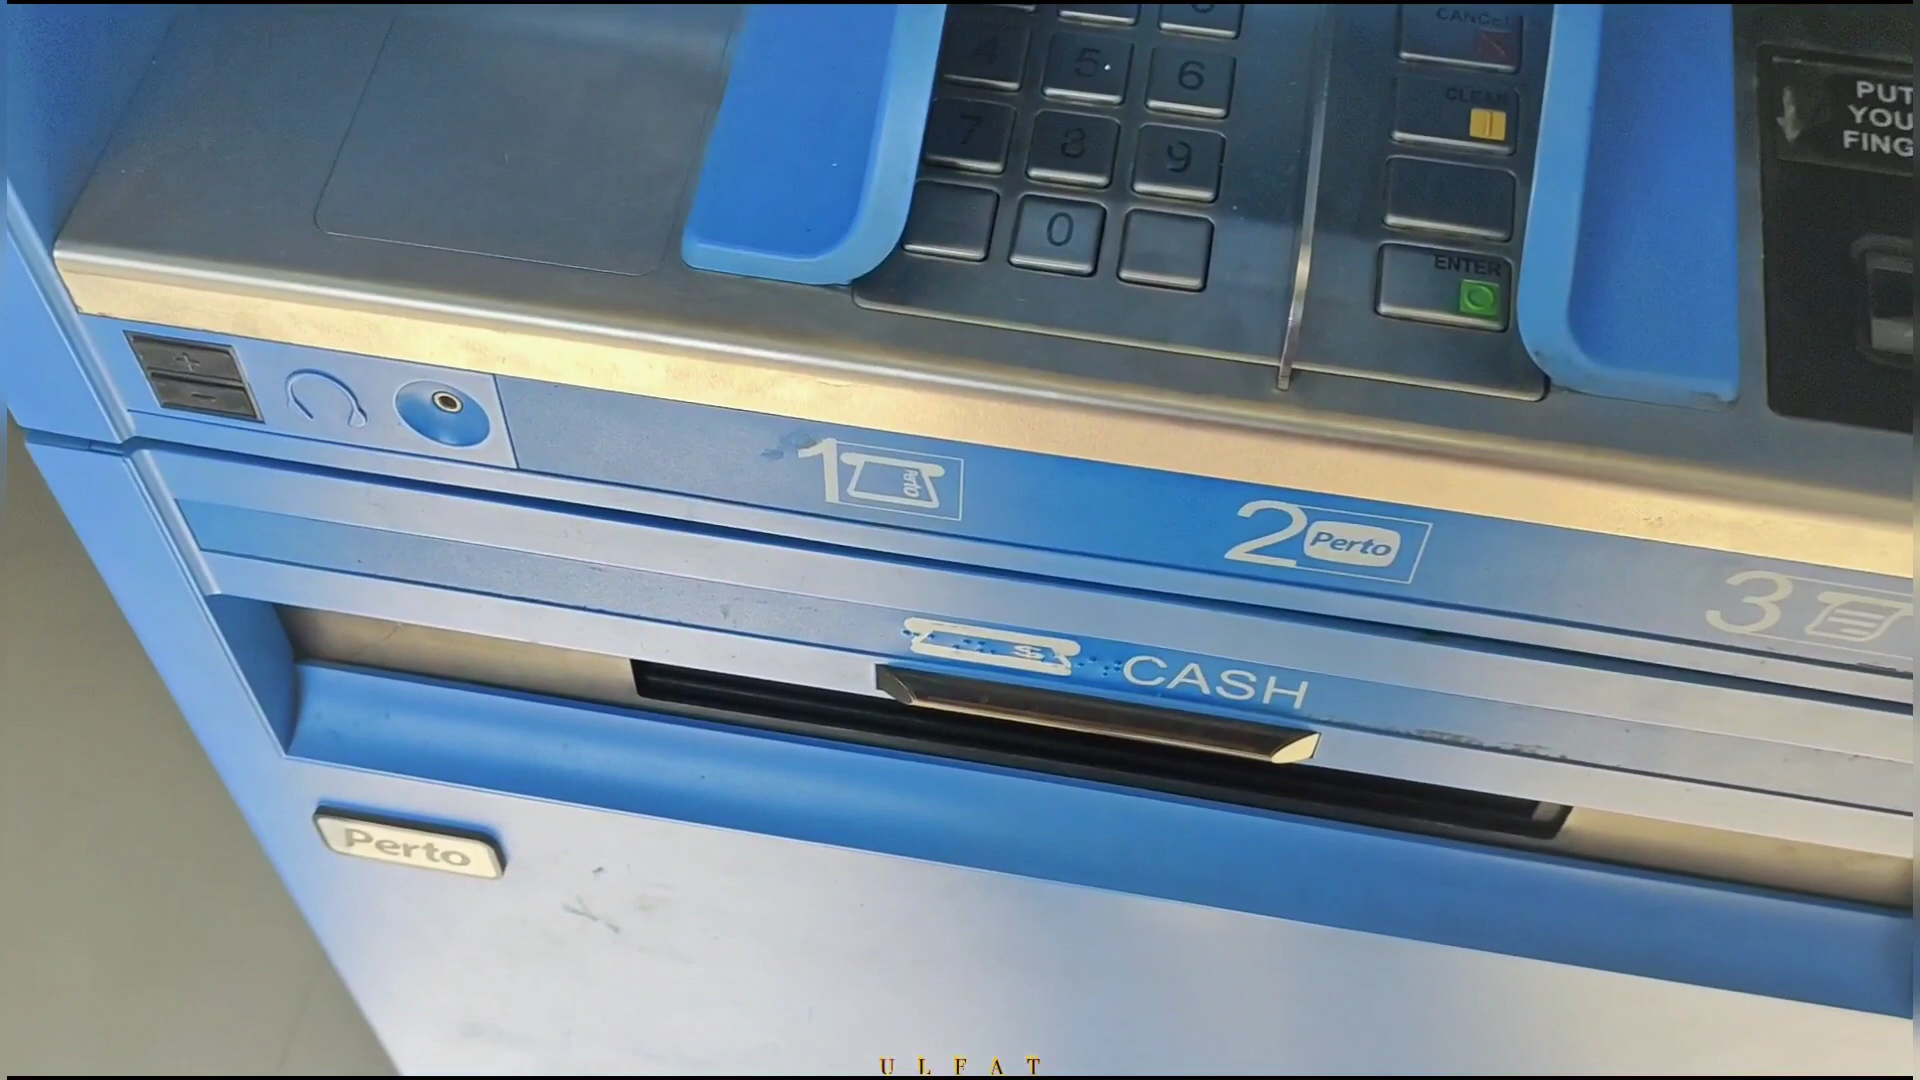 CANCEL
4 5 6
CLEAR
7 8 9
0
ENTER
PUT
YOU
FING
+
-
1 Perto
2 Perto
3
$ CASH
Perto
U L F A T